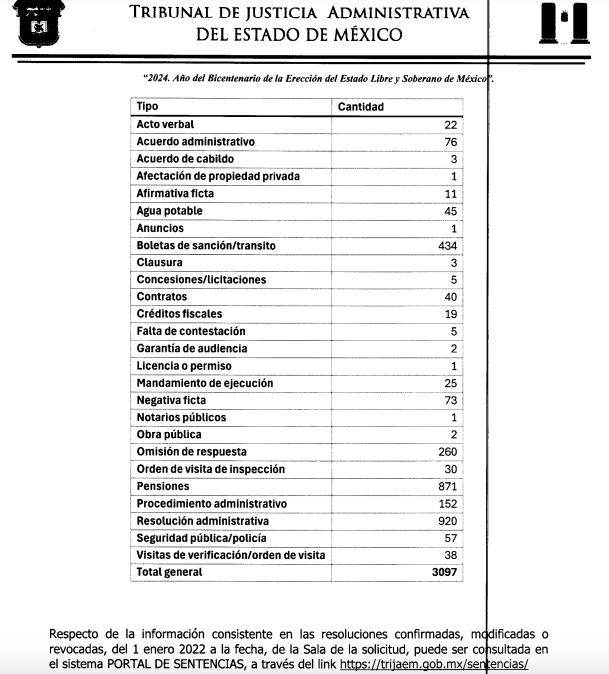 TRIBUNAL DE JUSTICIA ADMINISTRATIVA
DEL ESTADO DE MÉXICO
"2024. Año del Bicentenario de la Erección del Estado Libre y Soberano de México".
Tipo Cantidad
Acto verbal 22
Acuerdo administrativo 76
Acuerdo de cabildo 3
Afectación de propiedad privada 1
Afirmativa ficta 11
Agua potable 45
Anuncios 1
Boletas de sanción/transito 434
Clausura 3
Concesiones/licitaciones 5
Contratos 40
Créditos fiscales 19
Falta de contestación 5
Garantía de audiencia 2
Licencia o permiso 1
Mandamiento de ejecución 25
Negativa ficta 73
Notarios públicos 1
Obra pública 2
Omisión de respuesta 260
Orden de visita de inspección 30
Pensiones 871
Procedimiento administrativo 152
Resolución administrativa 920
Seguridad pública/policía 57
Visitas de verificación/orden de visita 38
Total general 3097
Respecto de la información consistente en las resoluciones confirmadas, modificadas o
revocadas, del 1 enero 2022 a la fecha, de la Sala de la solicitud, puede ser consultada en
el sistema PORTAL DE SENTENCIAS, a través del link https://trijaem.gob.mx/sentencias/